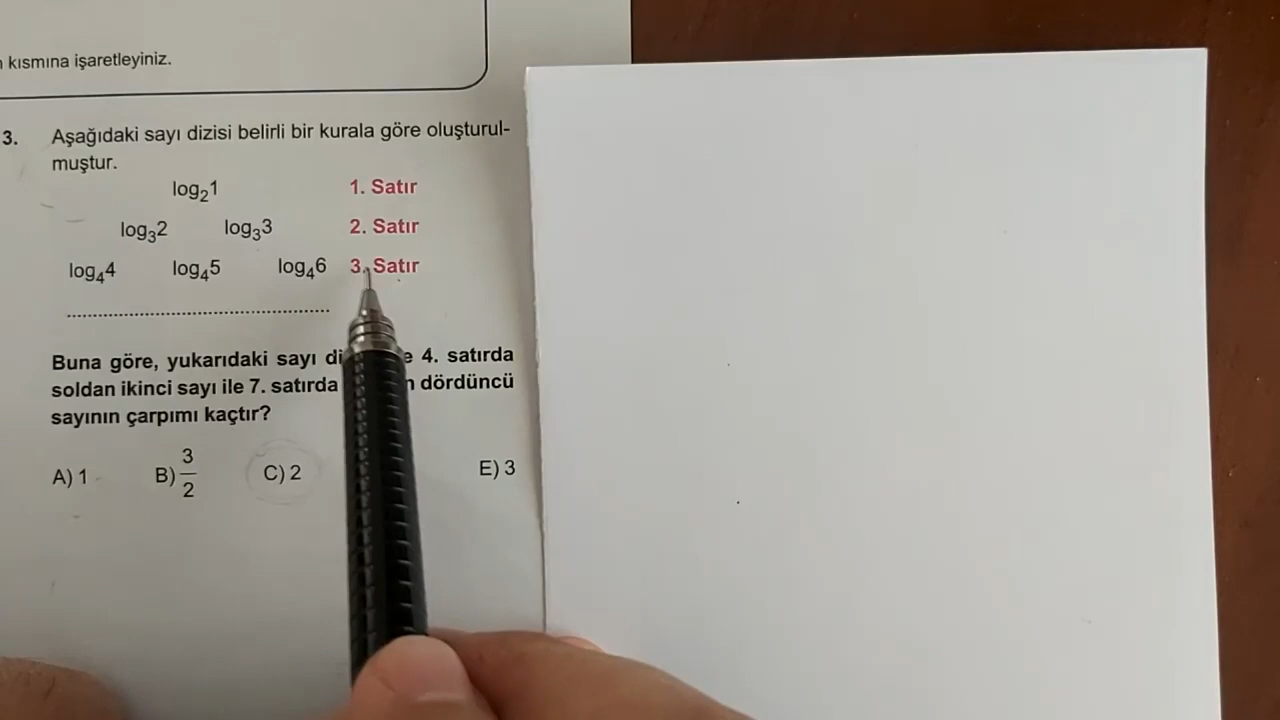 kısmına işaretleyiniz.
3. Aşağıdaki sayı dizisi belirli bir kurala göre oluşturul-
muştur.
log₂1 1. Satır
log₃2 log₃3 2. Satır
log₄4 log₄5 log₄6 3. Satır
Buna göre, yukarıdaki sayı 4. satırda
soldan ikinci sayı ile 7. satırda dördüncü
sayının çarpımı kaçtır?
A) 1 B) 3/2 C) 2 E) 3